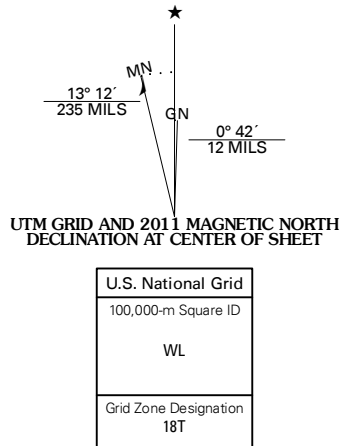 ★
MN
13° 12´
235 MILS
GN
0° 42´
12 MILS
UTM GRID AND 2011 MAGNETIC NORTH
DECLINATION AT CENTER OF SHEET
U.S. National Grid
100,000-m Square ID
WL
Grid Zone Designation
18T